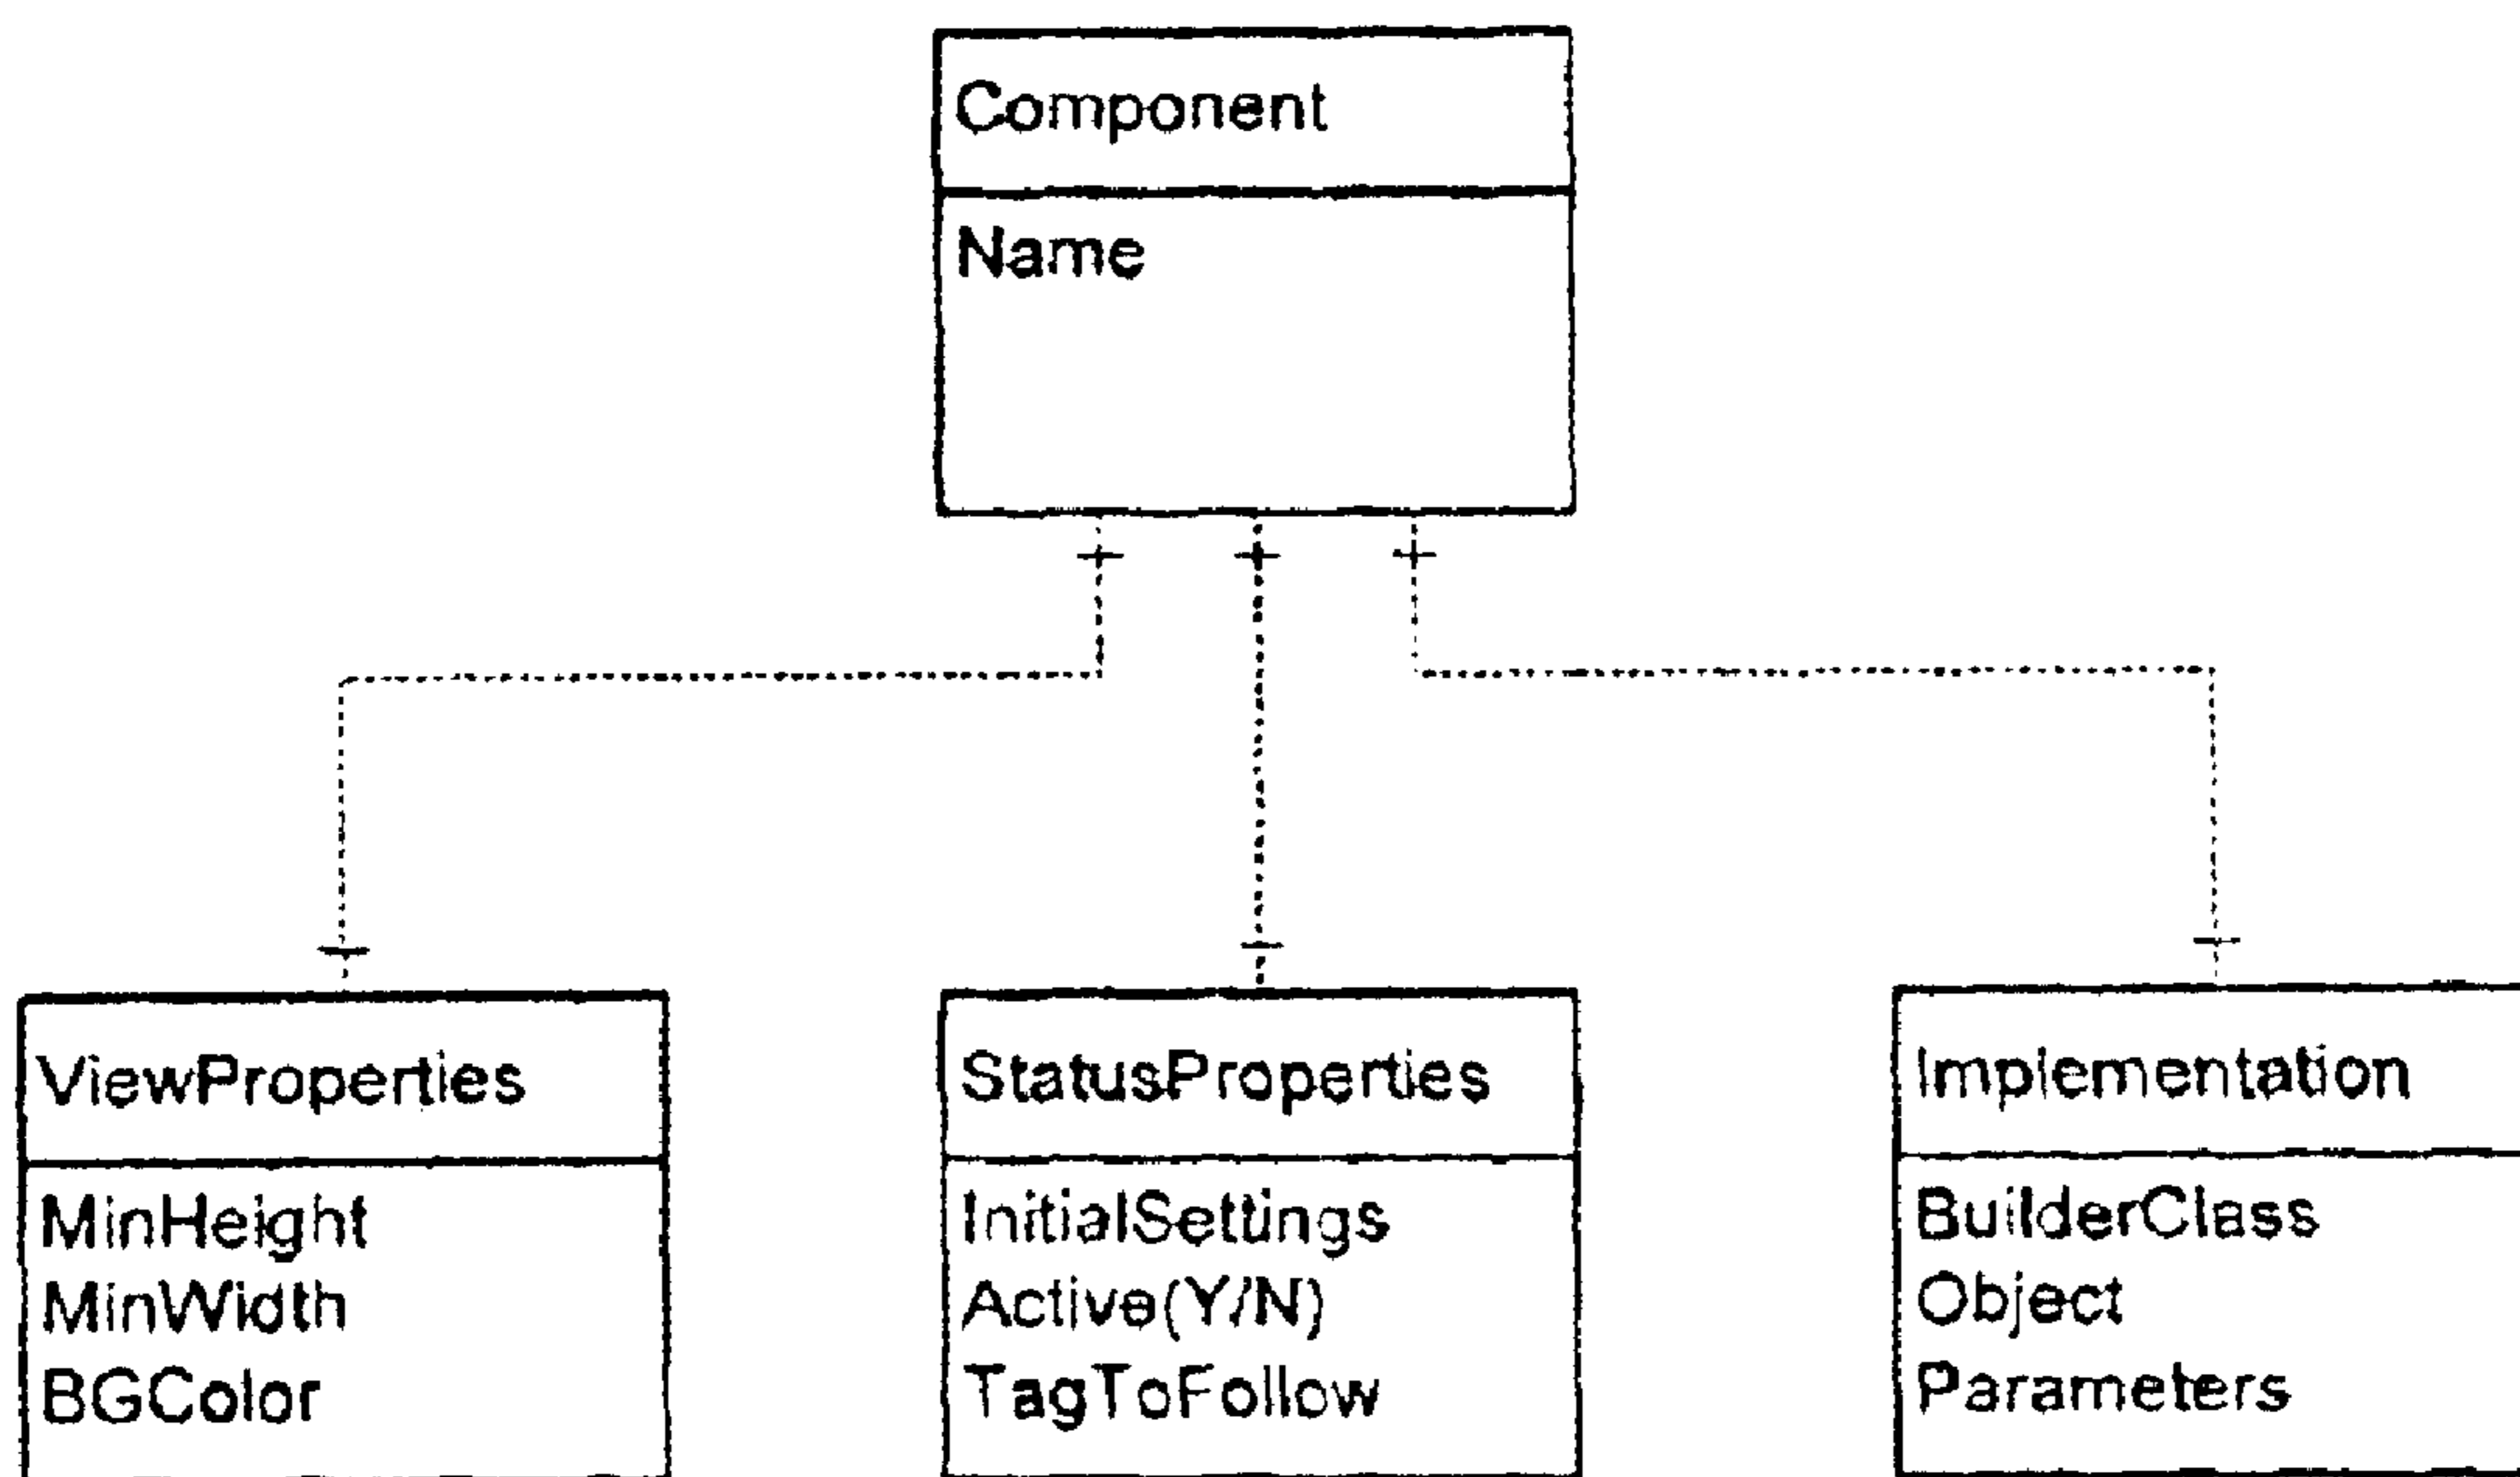 Component
Name
ViewProperties
MinHeight
MinWidth
BGColor
StatusProperties
InitialSettings
Active(Y/N)
TagToFollow
Implementation
BuilderClass
Object
Parameters